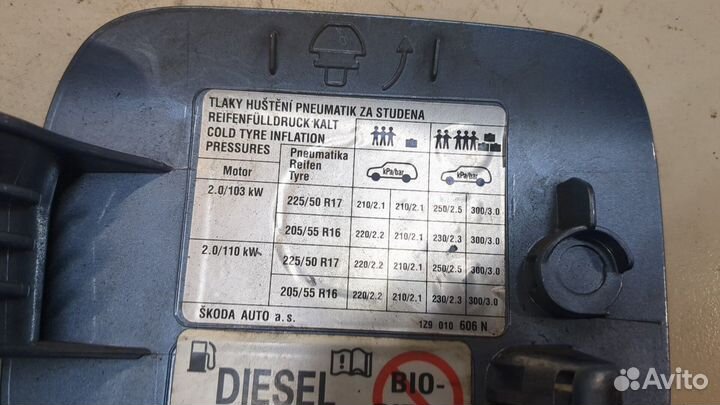 TLAKY HUŠTĚNÍ PNEUMATIK ZA STUDENA
REIFENFÜLLDRUCK KALT
COLD TYRE INFLATION
PRESSURES
Motor
Pneumatika
Reifen
Tyre
kPa/bar
kPa/bar
2.0/103 kW
225/50 R17 210/2.1 210/2.1 250/2.5 300/3.0
205/55 R16 220/2.2 210/2.1 230/2.3 300/3.0
2.0/110 kW
225/50 R17 220/2.2 210/2.1 250/2.5 300/3.0
205/55 R16 220/2.2 210/2.1 230/2.3 300/3.0
ŠKODA AUTO a.s.
1Z9 010 606 N
DIESEL
BIO-
Avito